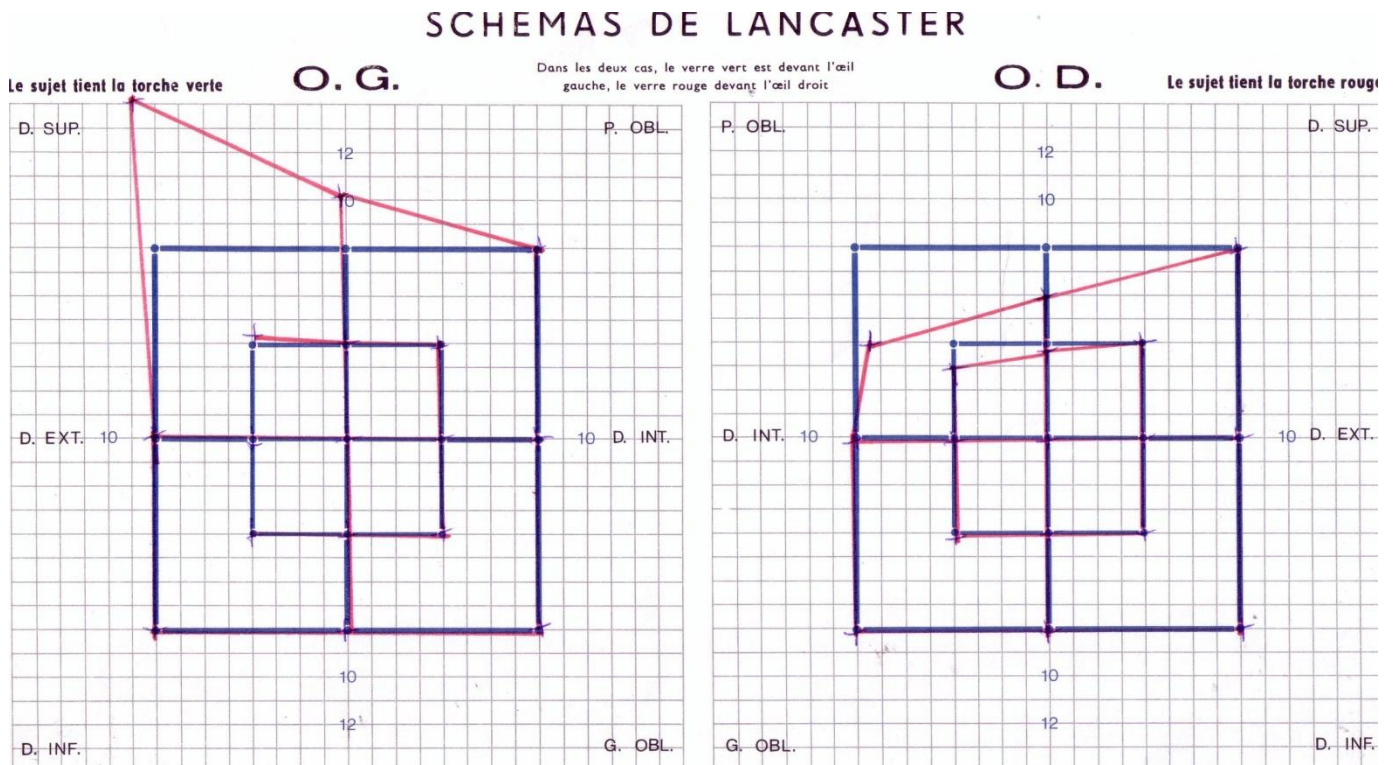 SCHEMAS DE LANCASTER
Le sujet tient la torche verte
O. G.
Dans les deux cas, le verre vert est devant l'œil
gauche, le verre rouge devant l'œil droit
O. D.
Le sujet tient la torche rouge
D. SUP.
P. OBL.
12
10
D. EXT. 10
10 D. INT.
10
12
D. INF.
G. OBL.
P. OBL.
D. SUP.
12
10
D. INT. 10
10 D. EXT.
10
12
G. OBL.
D. INF.